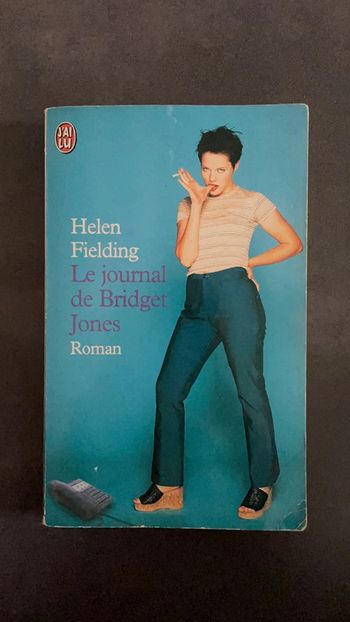 J'AI
LU
Helen
Fielding
Le journal
de Bridget
Jones
Roman